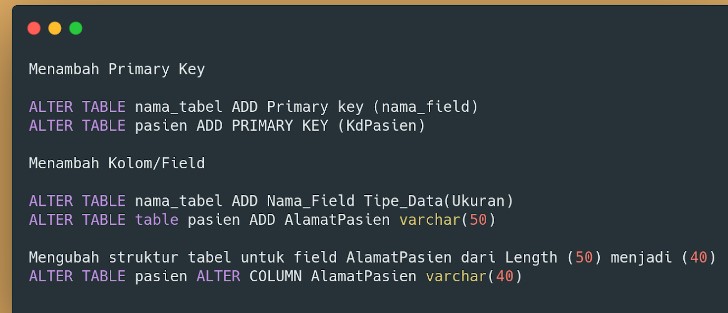 Menambah Primary Key
ALTER TABLE nama_tabel ADD Primary key (nama_field)
ALTER TABLE pasien ADD PRIMARY KEY (KdPasien)
Menambah Kolom/Field
ALTER TABLE nama_tabel ADD Nama_Field Tipe_Data(Ukuran)
ALTER TABLE table pasien ADD AlamatPasien varchar(50)
Mengubah struktur tabel untuk field AlamatPasien dari Length (50) menjadi (40)
ALTER TABLE pasien ALTER COLUMN AlamatPasien varchar(40)